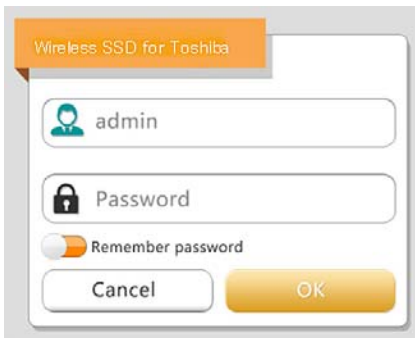 Wireless SSD for Toshiba
admin
Password
Remember password
Cancel OK